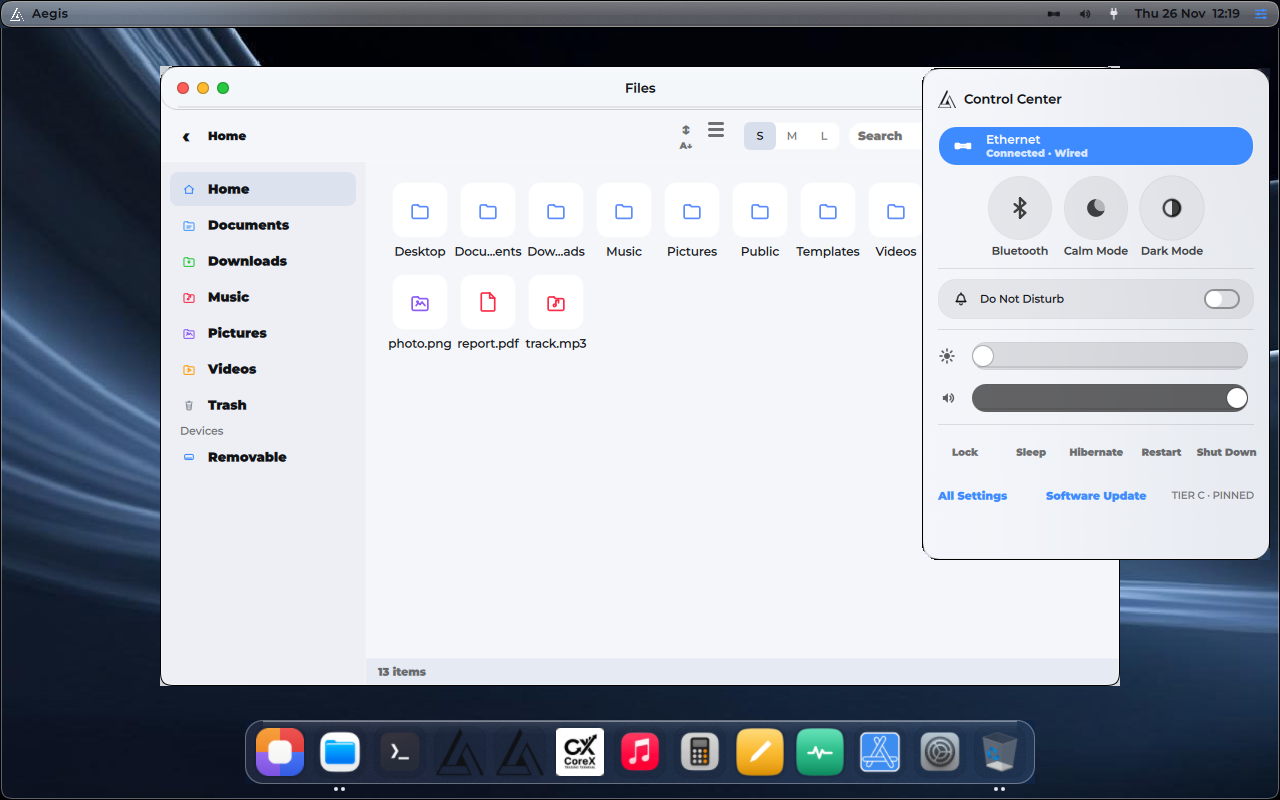 Aegis
Thu 26 Nov 12:19
Files
Control Center
Home
A+
S M L
Search
Ethernet
Connected · Wired
Home
Documents
Downloads
Music
Pictures
Videos
Trash
Devices
Removable
Desktop Docu...ents Dow...ads Music Pictures Public Templates Videos
photo.png report.pdf track.mp3
Bluetooth Calm Mode Dark Mode
Do Not Disturb
Lock Sleep Hibernate Restart Shut Down
All Settings Software Update TIER C · PINNED
13 items
CX
CoreX